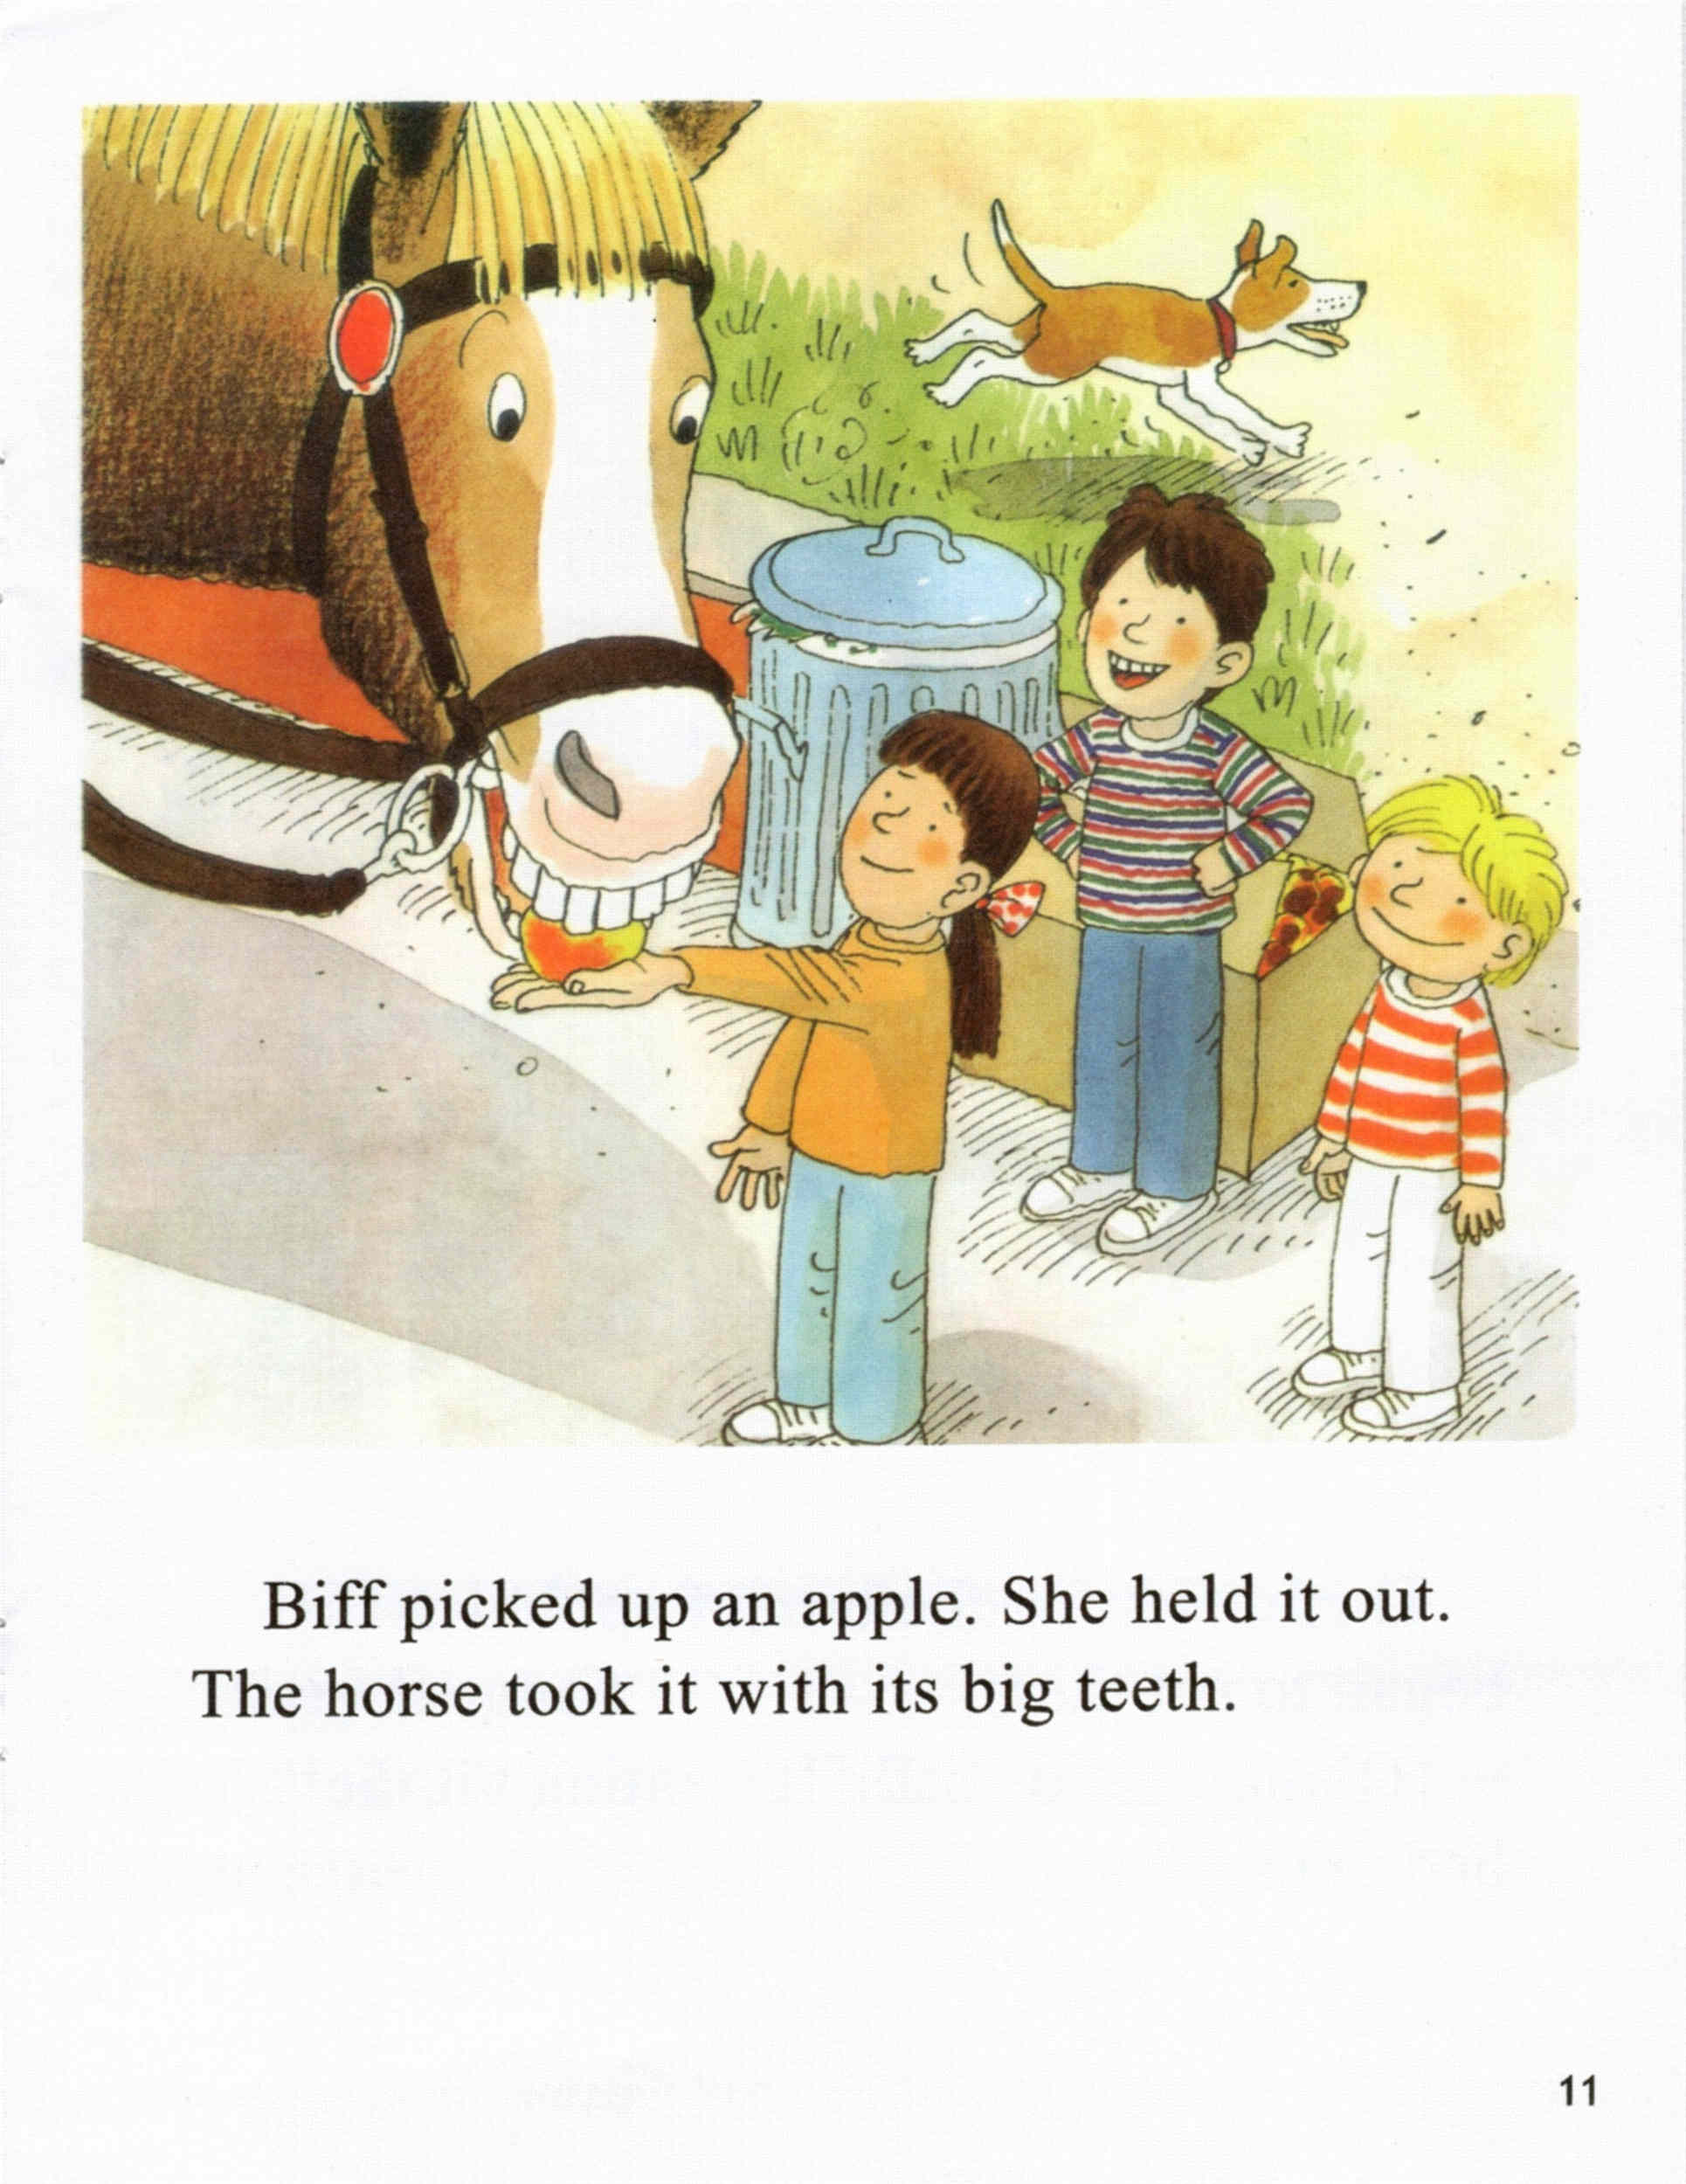 Biff picked up an apple. She held it out.
The horse took it with its big teeth.
11